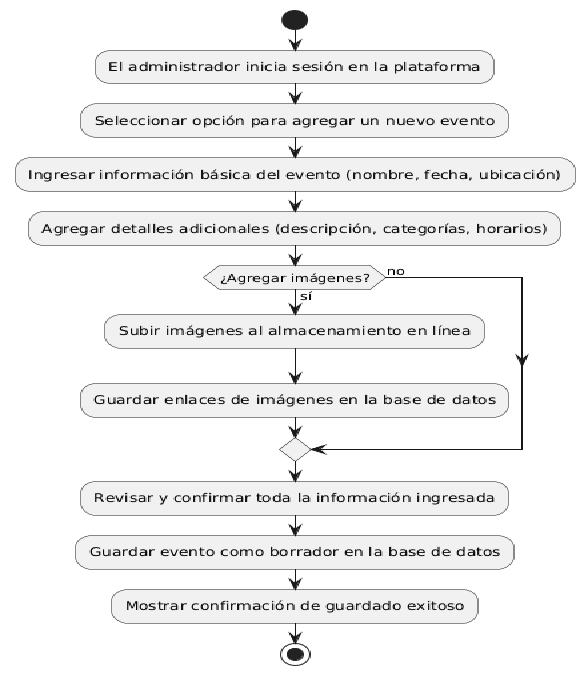 El administrador inicia sesión en la plataforma
Seleccionar opción para agregar un nuevo evento
Ingresar información básica del evento (nombre, fecha, ubicación)
Agregar detalles adicionales (descripción, categorías, horarios)
¿Agregar imágenes?
no
sí
Subir imágenes al almacenamiento en línea
Guardar enlaces de imágenes en la base de datos
Revisar y confirmar toda la información ingresada
Guardar evento como borrador en la base de datos
Mostrar confirmación de guardado exitoso